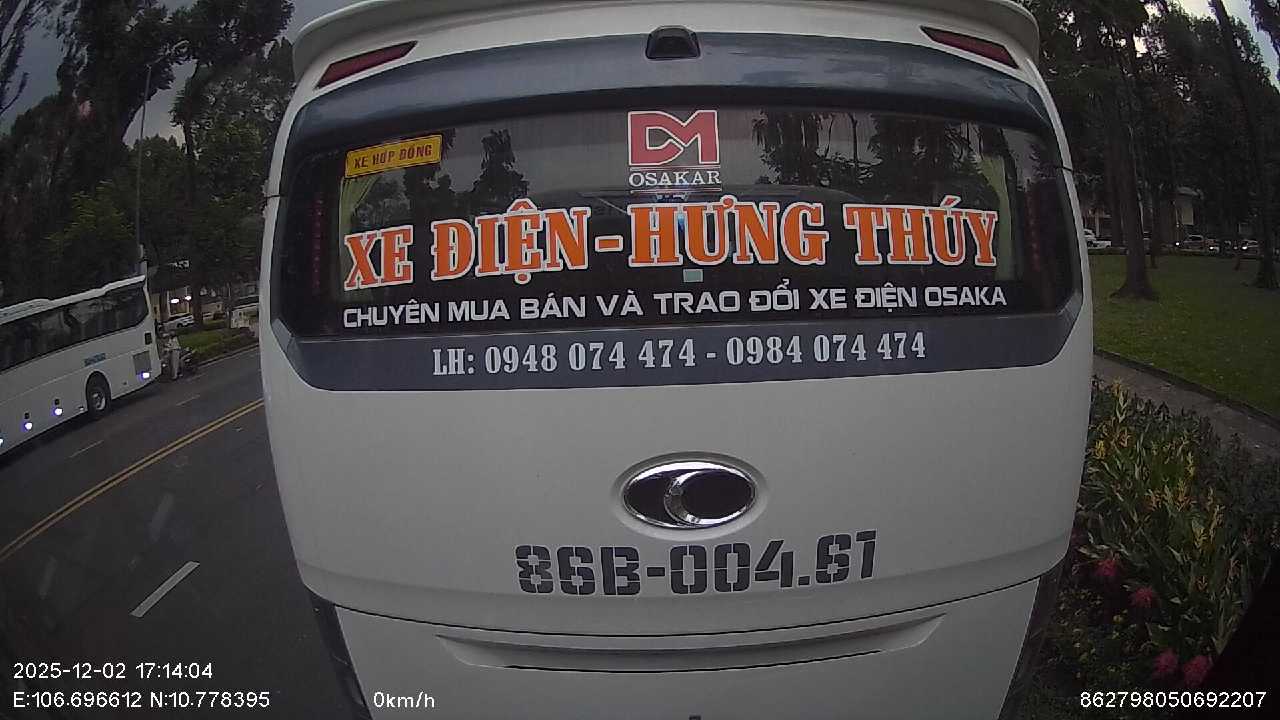 XE HỢP ĐỒNG
DM
OSAKAR
XE ĐIỆN - HƯNG THÚY
CHUYÊN MUA BÁN VÀ TRAO ĐỔI XE ĐIỆN OSAKA
LH: 0948 074 474 - 0984 074 474
86B-004.61
2025-12-02 17:14:04
E:106.696612 N:10.778395
0km/h
862798050692207